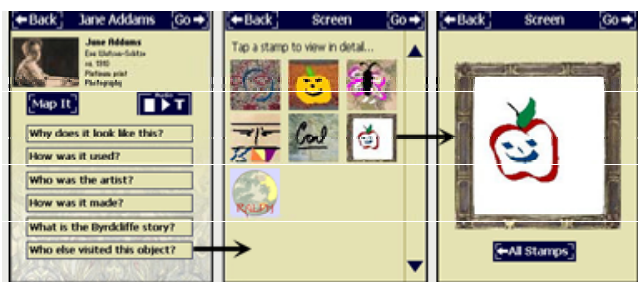 Back Jane Addams Go
Jane Addams
Eva Watson-Schütze
ca. 1910
Platinum print
Photography
Map It
T
Why does it look like this?
How was it used?
Who was the artist?
How was it made?
What is the Byrdcliffe story?
Who else visited this object?
Back Screen Go
Tap a stamp to view in detail...
Cool
Back Screen Go
All Stamps